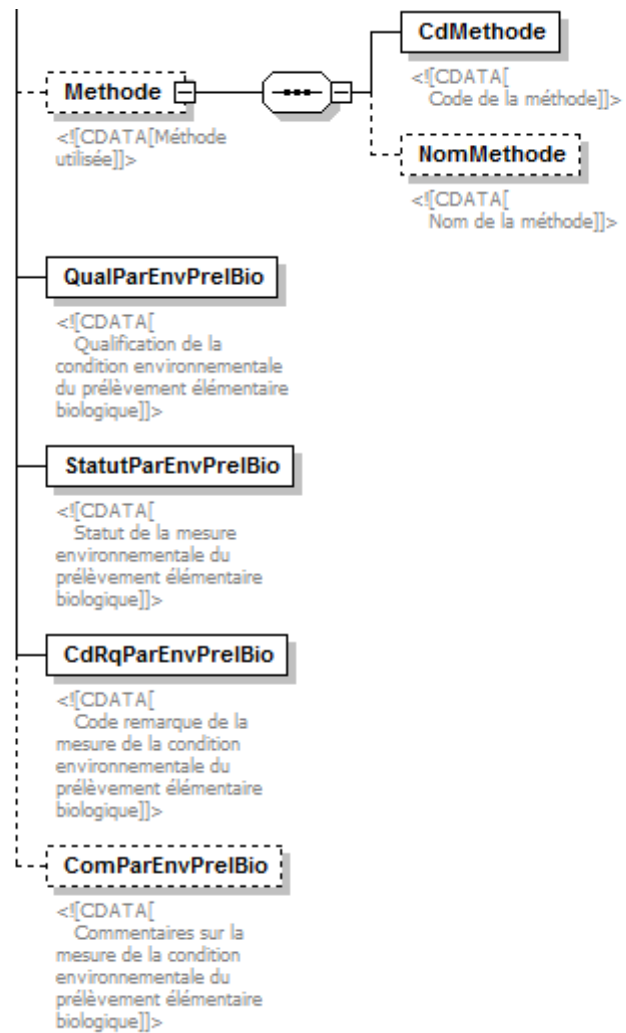 CdMethode
<![CDATA[
Code de la méthode]]>
Methode
<![CDATA[Méthode
utilisée]]>
NomMethode
<![CDATA[
Nom de la méthode]]>
QualParEnvPrelBio
<![CDATA[
Qualification de la
condition environnementale
du prélèvement élémentaire
biologique]]>
StatutParEnvPrelBio
<![CDATA[
Statut de la mesure
environnementale du
prélèvement élémentaire
biologique]]>
CdRqParEnvPrelBio
<![CDATA[
Code remarque de la
mesure de la condition
environnementale du
prélèvement élémentaire
biologique]]>
ComParEnvPrelBio
<![CDATA[
Commentaires sur la
mesure de la condition
environnementale du
prélèvement élémentaire
biologique]]>